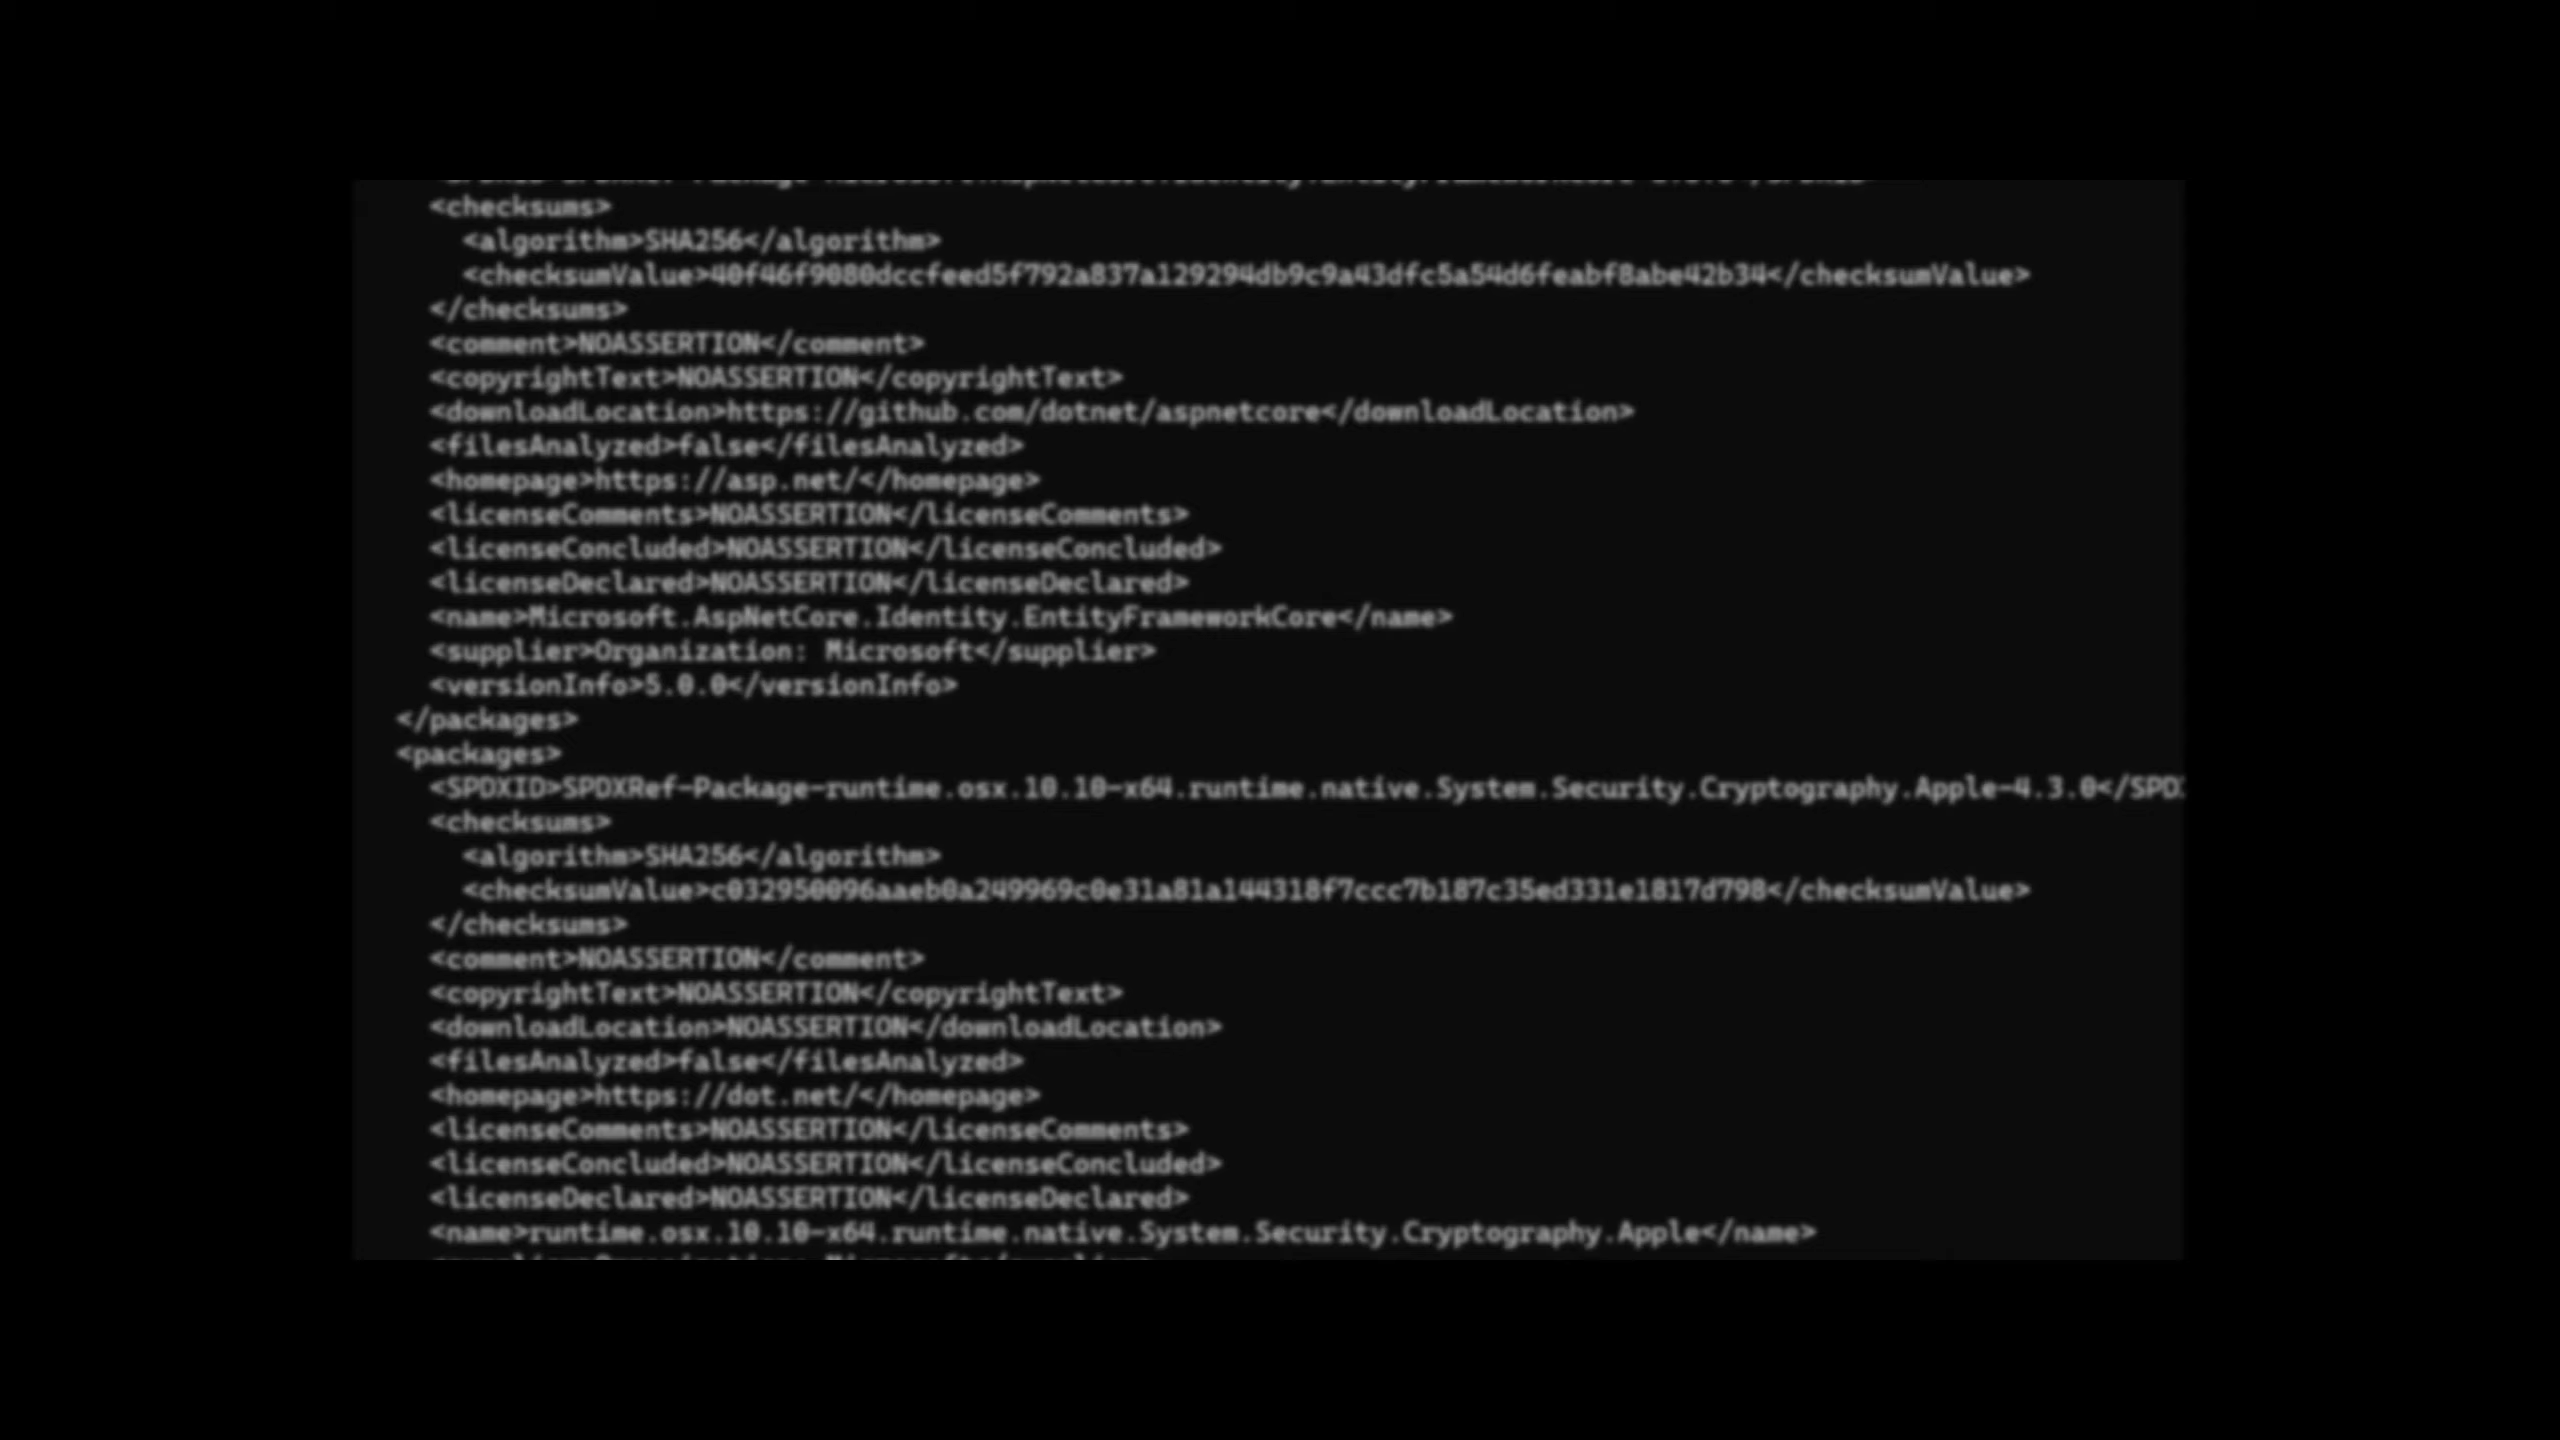 <checksums>
<algorithm>SHA256</algorithm>
<checksumValue>40f46f9080dccfeed5f792a837a129294db9c9a43dfc5a54d6feabf8abe42b34</checksumValue>
</checksums>
<comment>NOASSERTION</comment>
<copyrightText>NOASSERTION</copyrightText>
<downloadLocation>https://github.com/dotnet/aspnetcore</downloadLocation>
<filesAnalyzed>false</filesAnalyzed>
<homepage>https://asp.net/</homepage>
<licenseComments>NOASSERTION</licenseComments>
<licenseConcluded>NOASSERTION</licenseConcluded>
<licenseDeclared>NOASSERTION</licenseDeclared>
<name>Microsoft.AspNetCore.Identity.EntityFrameworkCore</name>
<supplier>Organization: Microsoft</supplier>
<versionInfo>5.0.0</versionInfo>
</packages>
<packages>
<SPDXID>SPDXRef-Package-runtime.osx.10.10-x64.runtime.native.System.Security.Cryptography.Apple-4.3.0</SPD
<checksums>
<algorithm>SHA256</algorithm>
<checksumValue>c032950096aaeb0a249969c0e31a81a144318f7ccc7b187c35ed331e1817d798</checksumValue>
</checksums>
<comment>NOASSERTION</comment>
<copyrightText>NOASSERTION</copyrightText>
<downloadLocation>NOASSERTION</downloadLocation>
<filesAnalyzed>false</filesAnalyzed>
<homepage>https://dot.net/</homepage>
<licenseComments>NOASSERTION</licenseComments>
<licenseConcluded>NOASSERTION</licenseConcluded>
<licenseDeclared>NOASSERTION</licenseDeclared>
<name>runtime.osx.10.10-x64.runtime.native.System.Security.Cryptography.Apple</name>